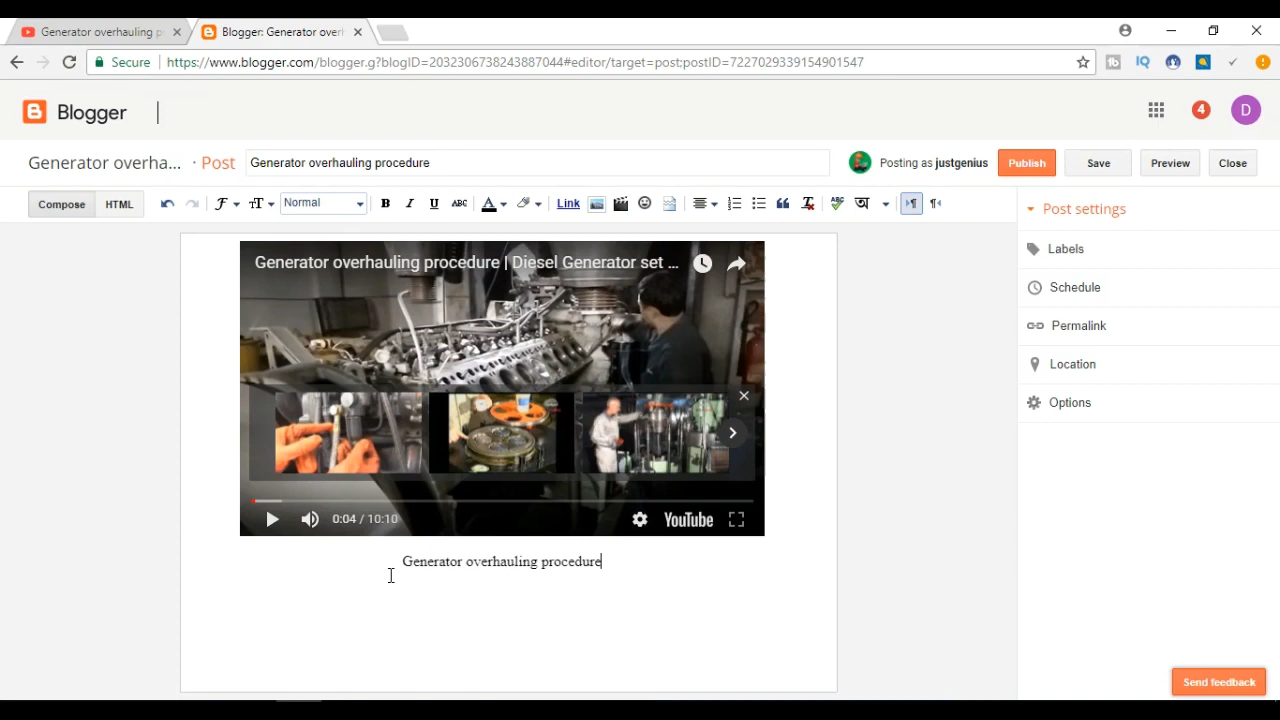 Generator overhauling p
Blogger: Generator over
Secure
https://www.blogger.com/blogger.g?blogID=2032306738243887044#editor/target=post;postID=7227029339154901547
IQ
Blogger
4
D
Generator overha... · Post
Generator overhauling procedure
Posting as justgenius
Publish
Save
Preview
Close
Compose
HTML
Normal
Link
Post settings
Labels
Schedule
Permalink
Location
Options
Generator overhauling procedure | Diesel Generator set ...
0:04 / 10:10
YouTube
Generator overhauling procedure
Send feedback